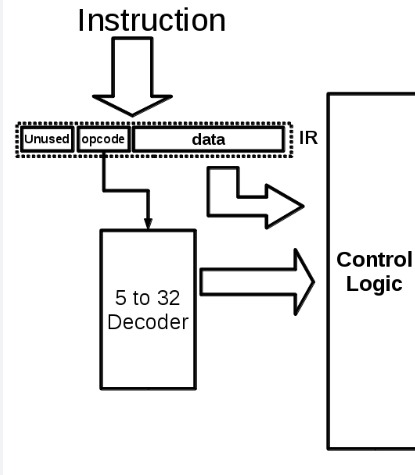 Instruction
Unused opcode data IR
5 to 32
Decoder
Control
Logic